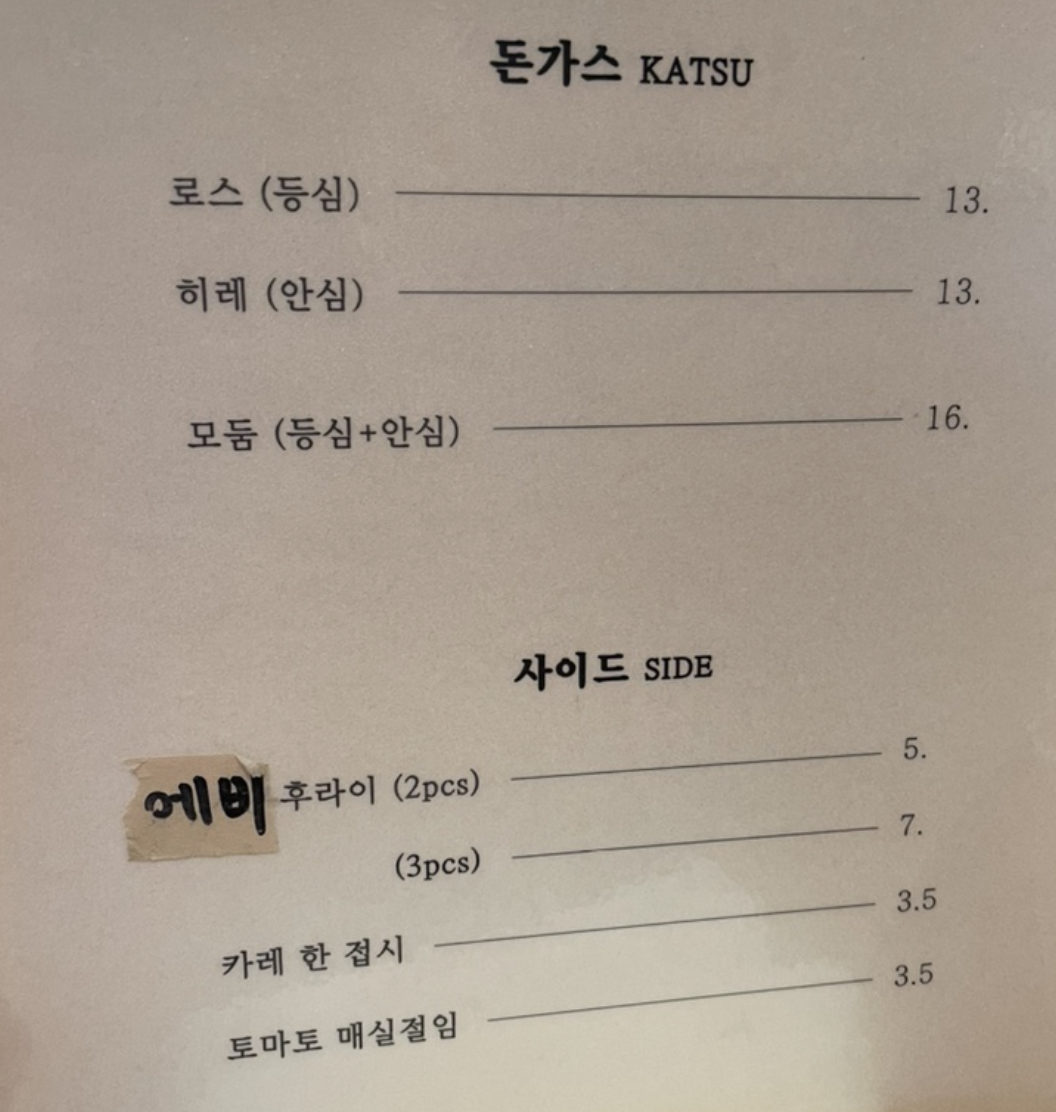 돈가스 KATSU
로스 (등심) 13.
히레 (안심) 13.
모둠 (등심+안심) 16.
사이드 SIDE
에비 후라이 (2pcs) 5.
(3pcs) 7.
카레 한 접시 3.5
토마토 매실절임 3.5